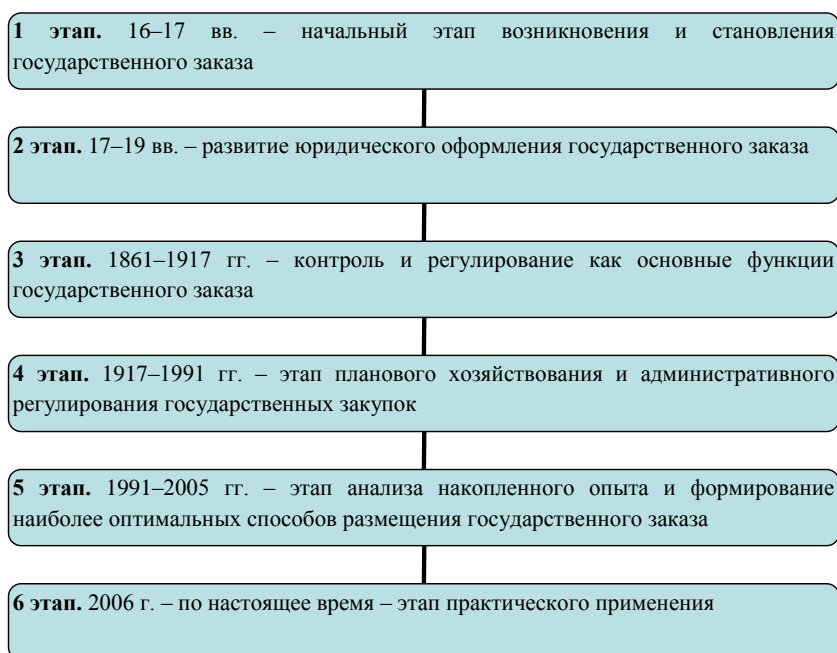 1 этап. 16–17 вв. – начальный этап возникновения и становления
государственного заказа
2 этап. 17–19 вв. – развитие юридического оформления государственного заказа
3 этап. 1861–1917 гг. – контроль и регулирование как основные функции
государственного заказа
4 этап. 1917–1991 гг. – этап планового хозяйствования и административного
регулирования государственных закупок
5 этап. 1991–2005 гг. – этап анализа накопленного опыта и формирование
наиболее оптимальных способов размещения государственного заказа
6 этап. 2006 г. – по настоящее время – этап практического применения